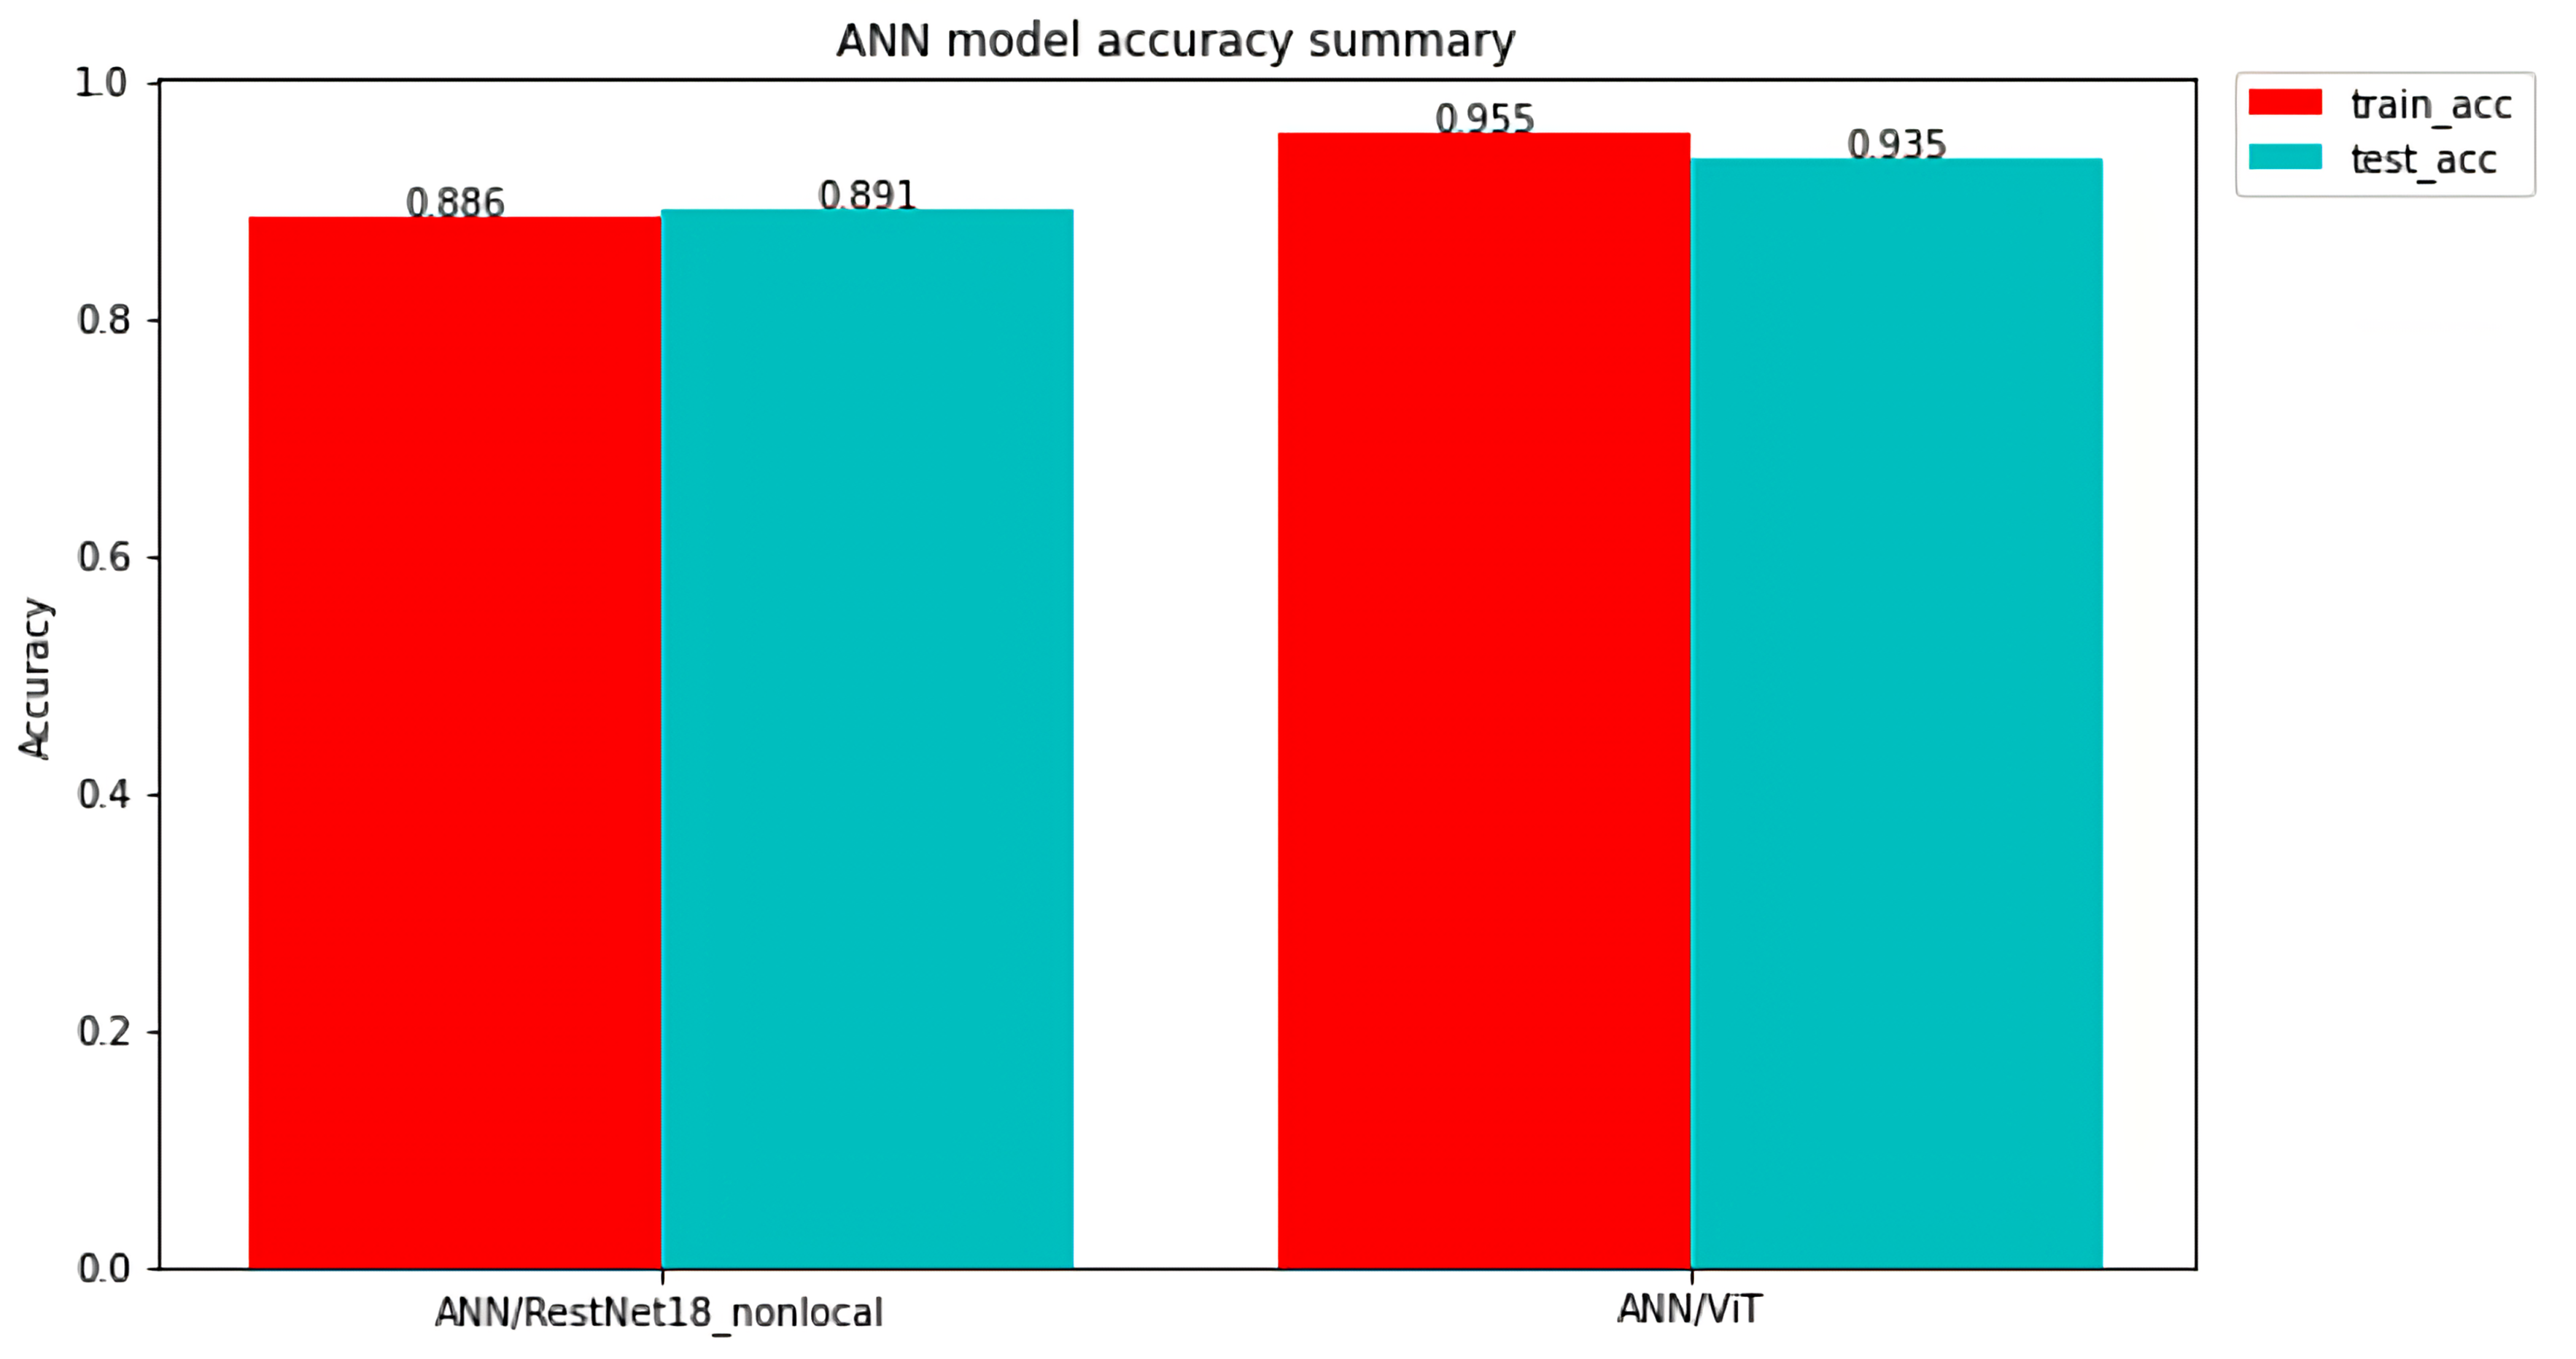 ANN model accuracy summary
1.0
0.8
0.6
0.4
0.2
0.0
Accuracy
0.886
0.891
0.955
0.935
ANN/RestNet18_nonlocal
ANN/ViT
train_acc
test_acc